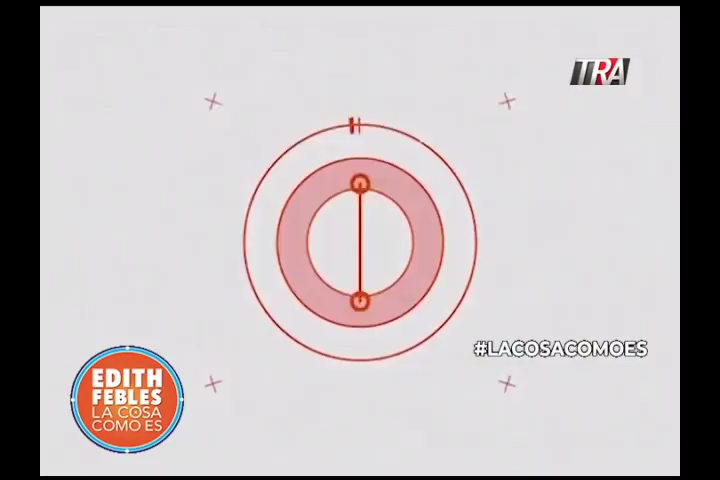 TRA
#LACOSACOMOES
EDITH
FEBLES
LA COSA
COMO ES